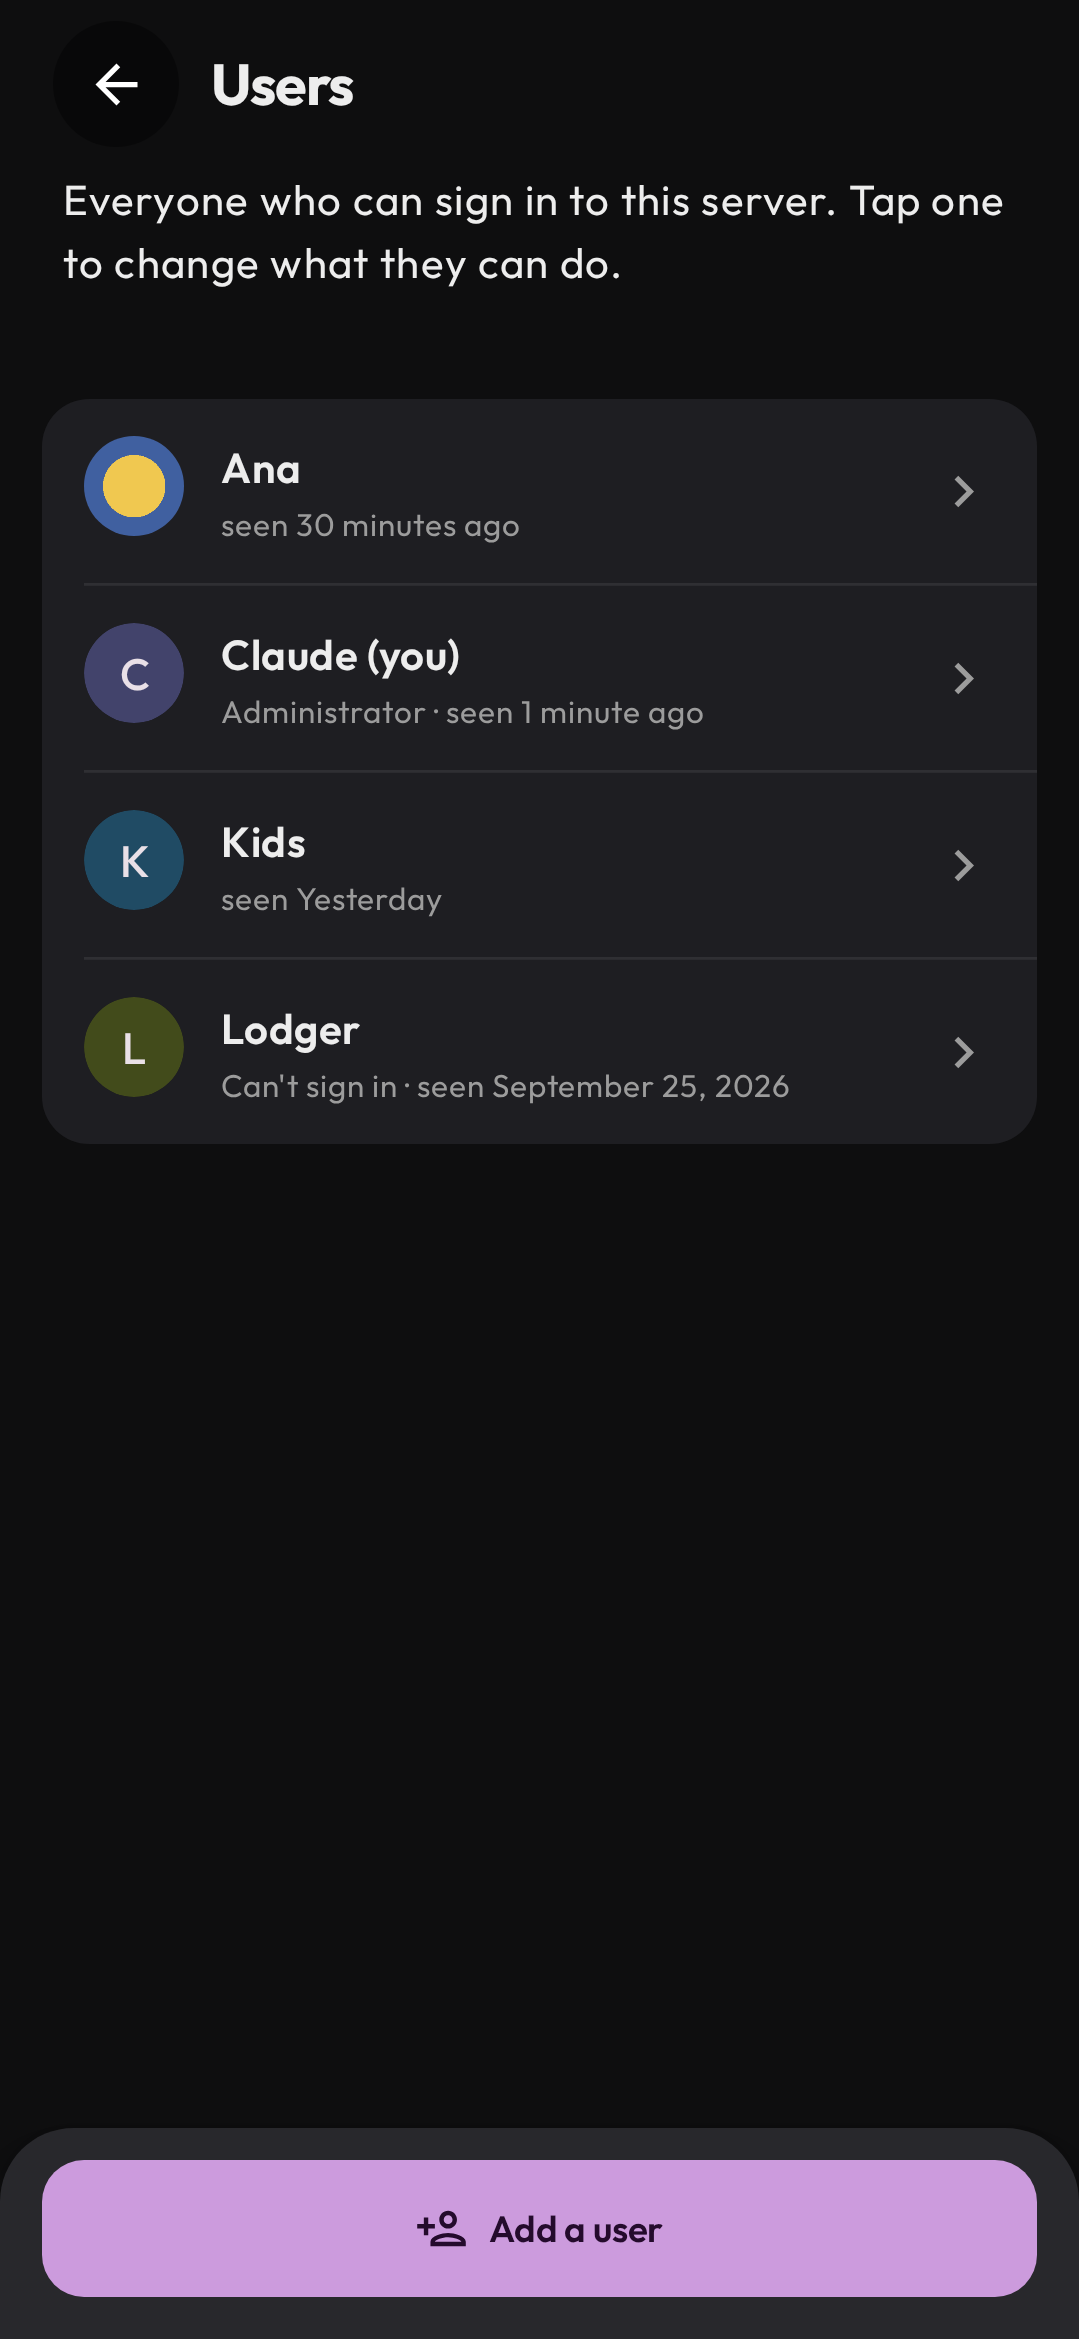 Users
Everyone who can sign in to this server. Tap one
to change what they can do.
Ana
seen 30 minutes ago
C
Claude (you)
Administrator · seen 1 minute ago
K
Kids
seen Yesterday
L
Lodger
Can't sign in · seen September 25, 2026
Add a user